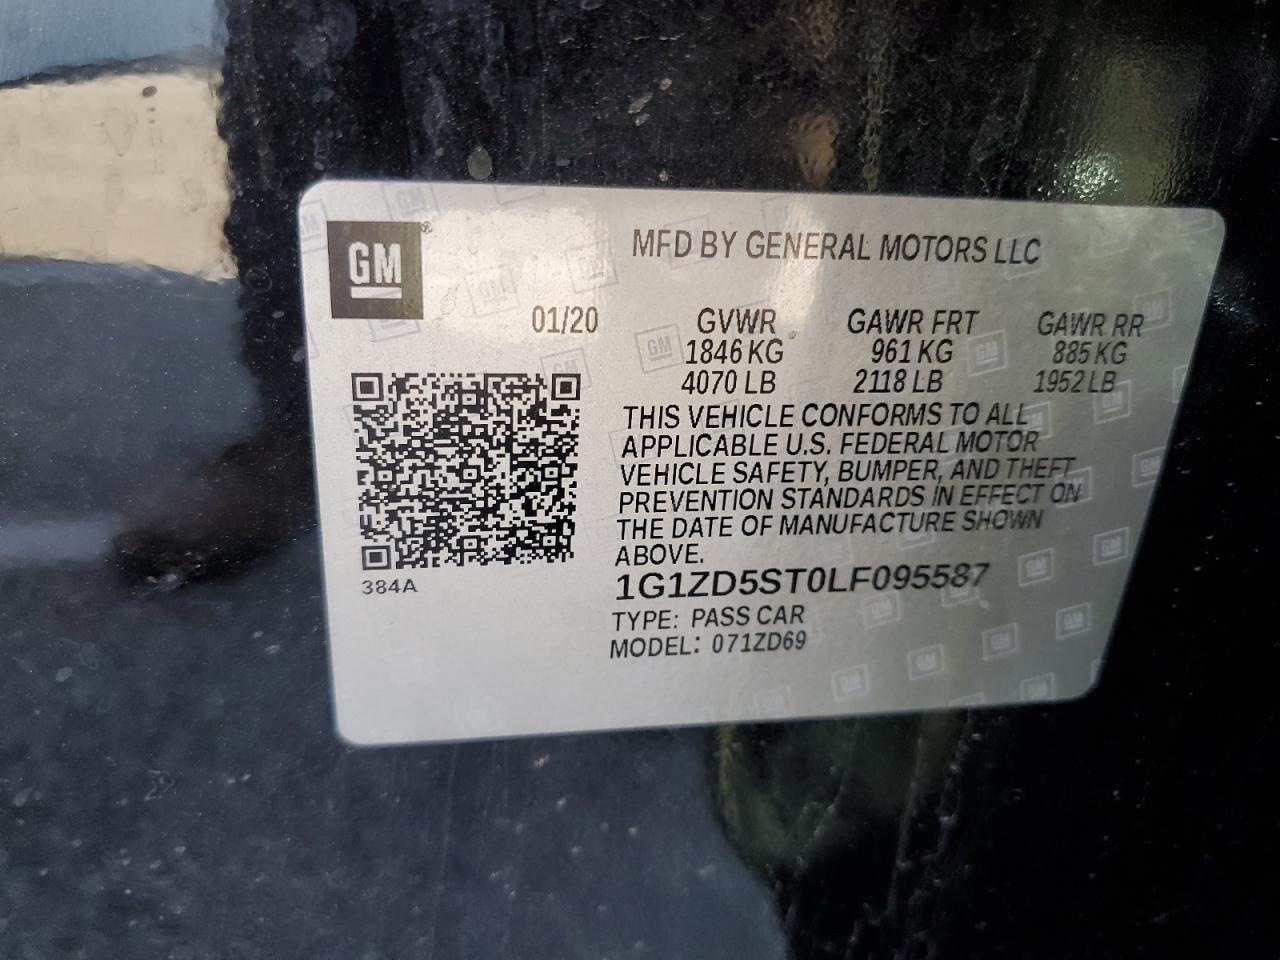 GM
MFD BY GENERAL MOTORS LLC
01/20 GVWR GAWR FRT GAWR RR
1846 KG 961 KG 885 KG
4070 LB 2118 LB 1952 LB
THIS VEHICLE CONFORMS TO ALL
APPLICABLE U.S. FEDERAL MOTOR
VEHICLE SAFETY, BUMPER, AND THEFT
PREVENTION STANDARDS IN EFFECT ON
THE DATE OF MANUFACTURE SHOWN
ABOVE.
384A
1G1ZD5ST0LF095587
TYPE: PASS CAR
MODEL: 071ZD69